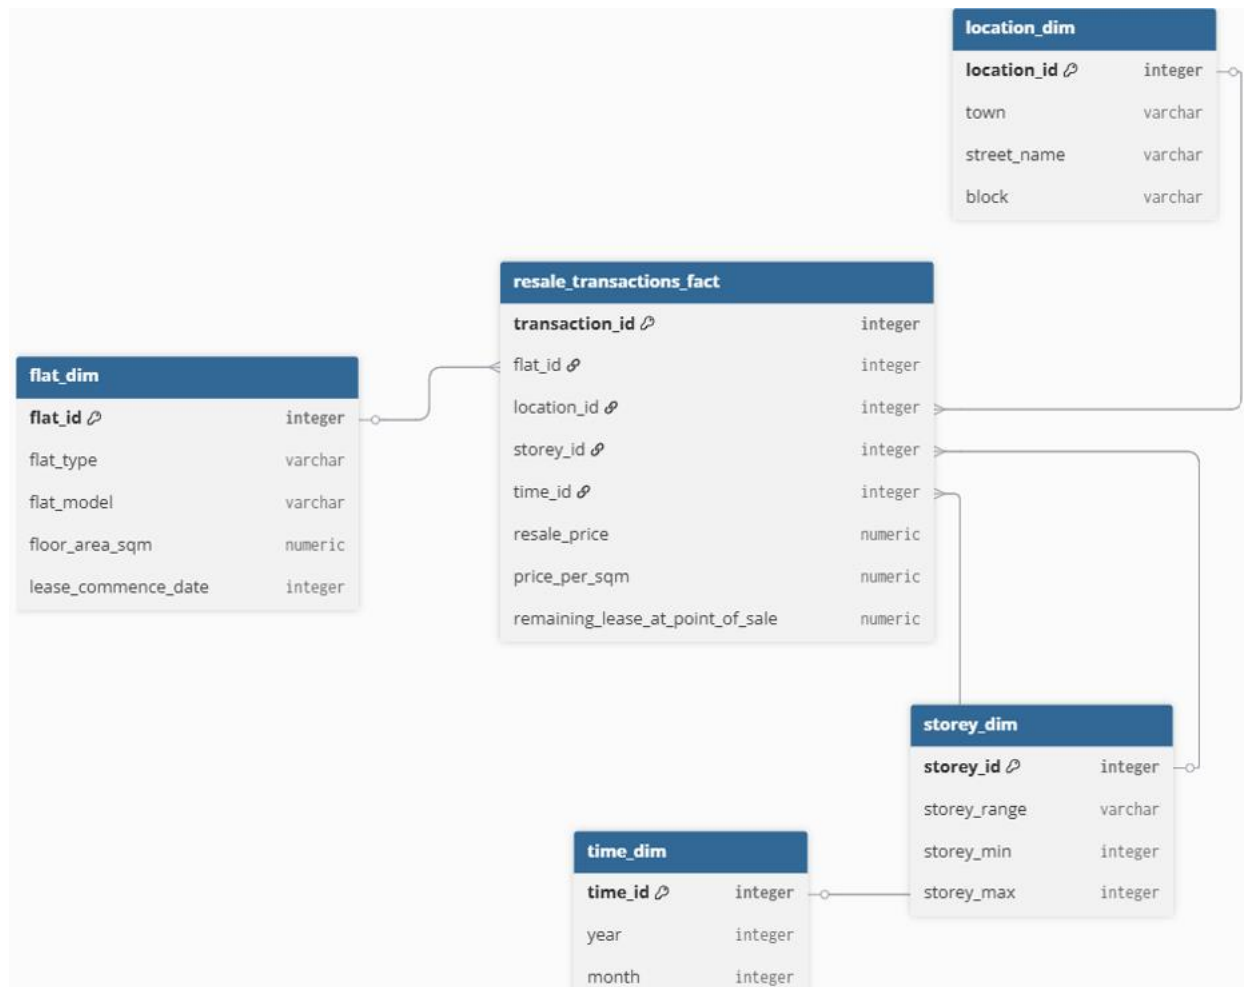 location_dim
location_id integer
town varchar
street_name varchar
block varchar
resale_transactions_fact
transaction_id integer
flat_id integer
location_id integer
storey_id integer
time_id integer
resale_price numeric
price_per_sqm numeric
remaining_lease_at_point_of_sale numeric
flat_dim
flat_id integer
flat_type varchar
flat_model varchar
floor_area_sqm numeric
lease_commence_date integer
storey_dim
storey_id integer
storey_range varchar
storey_min integer
storey_max integer
time_dim
time_id integer
year integer
month integer